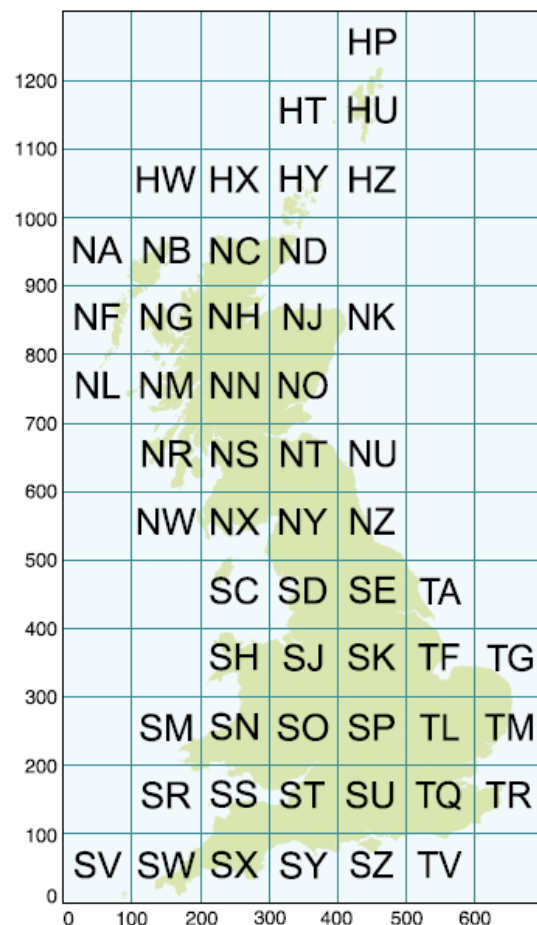 HP
1200
HT HU
1100
HW HX HY HZ
1000
NA NB NC ND
900
NF NG NH NJ NK
800
NL NM NN NO
700
NR NS NT NU
600
NW NX NY NZ
500
SC SD SE TA
400
SH SJ SK TF TG
300
SM SN SO SP TL TM
200
SR SS ST SU TQ TR
100
SV SW SX SY SZ TV
0
0 100 200 300 400 500 600